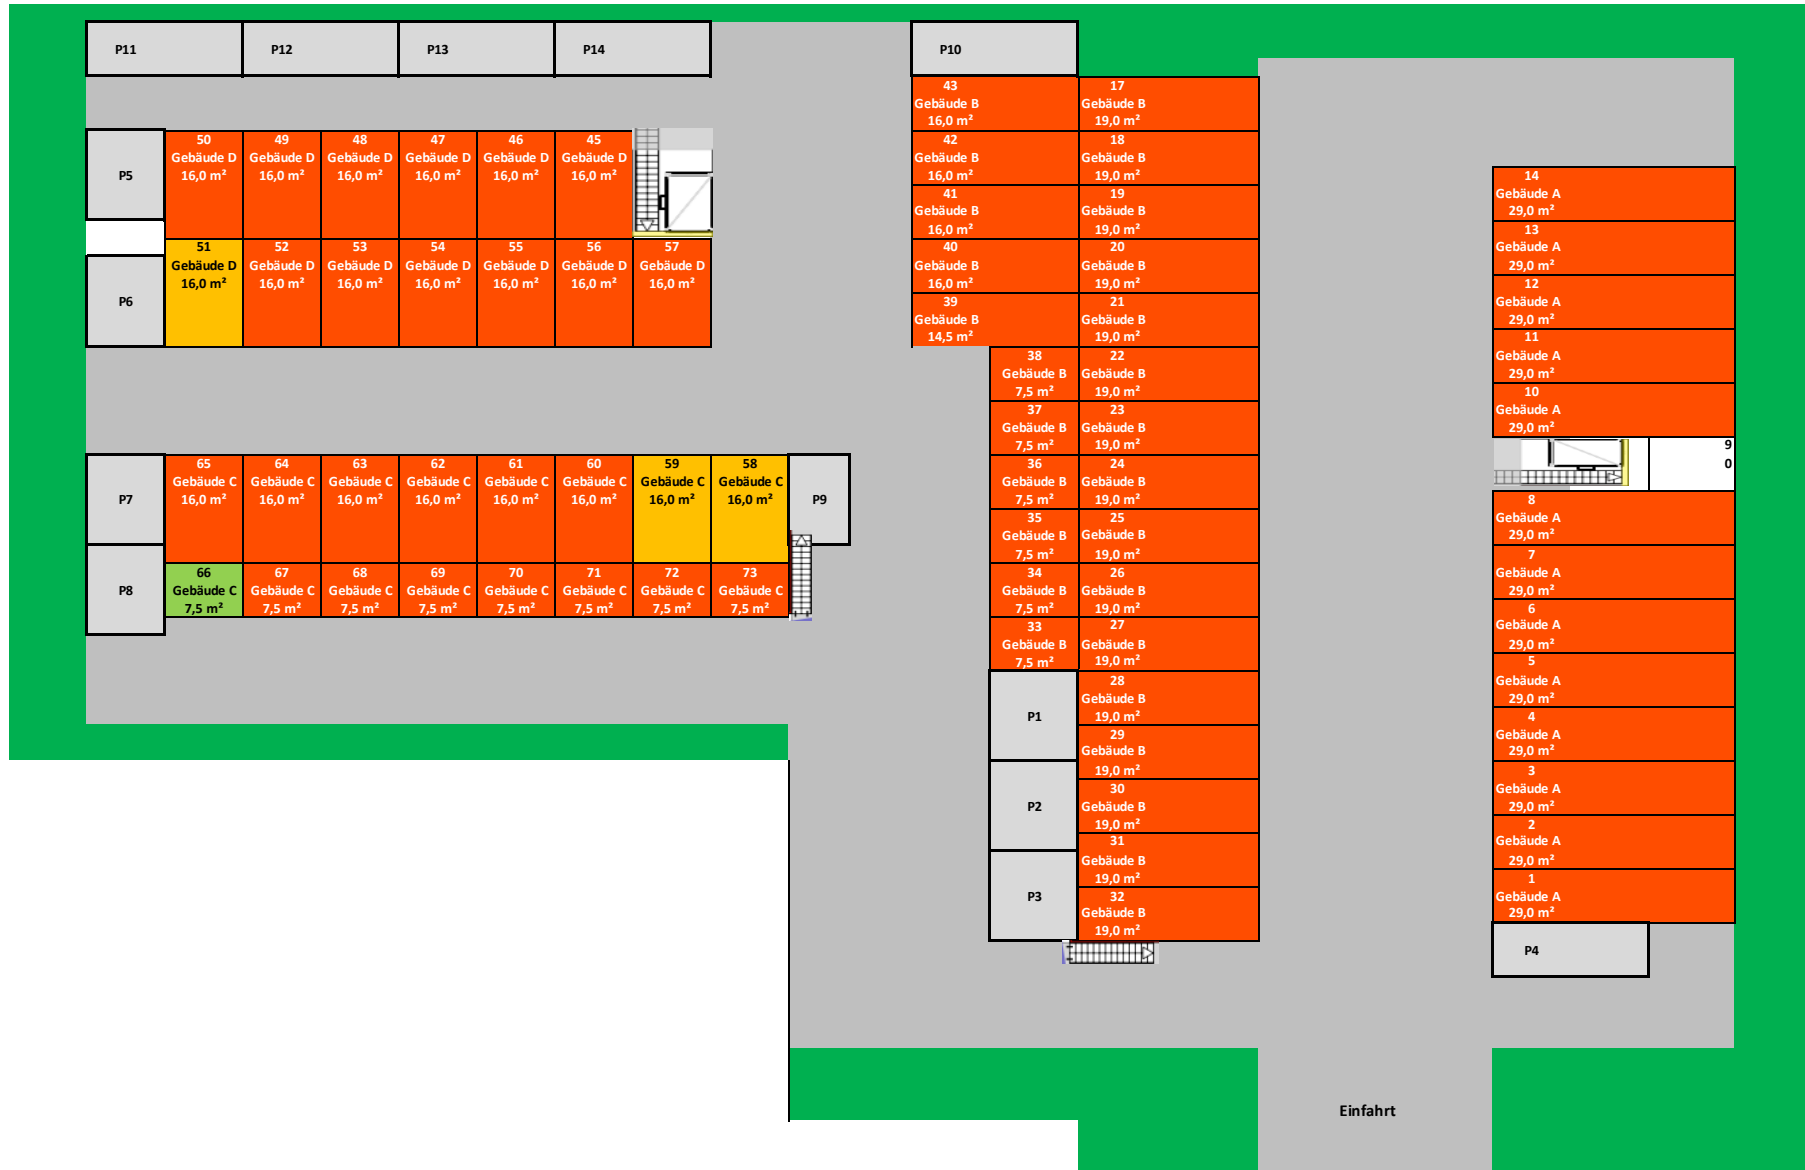 P11
P12
P13
P14
P10
P5
50
Gebäude D
16,0 m²
49
Gebäude D
16,0 m²
48
Gebäude D
16,0 m²
47
Gebäude D
16,0 m²
46
Gebäude D
16,0 m²
45
Gebäude D
16,0 m²
P6
51
Gebäude D
16,0 m²
52
Gebäude D
16,0 m²
53
Gebäude D
16,0 m²
54
Gebäude D
16,0 m²
55
Gebäude D
16,0 m²
56
Gebäude D
16,0 m²
57
Gebäude D
16,0 m²
P7
65
Gebäude C
16,0 m²
64
Gebäude C
16,0 m²
63
Gebäude C
16,0 m²
62
Gebäude C
16,0 m²
61
Gebäude C
16,0 m²
60
Gebäude C
16,0 m²
59
Gebäude C
16,0 m²
58
Gebäude C
16,0 m²
P9
P8
66
Gebäude C
7,5 m²
67
Gebäude C
7,5 m²
68
Gebäude C
7,5 m²
69
Gebäude C
7,5 m²
70
Gebäude C
7,5 m²
71
Gebäude C
7,5 m²
72
Gebäude C
7,5 m²
73
Gebäude C
7,5 m²
43
Gebäude B
16,0 m²
42
Gebäude B
16,0 m²
41
Gebäude B
16,0 m²
40
Gebäude B
16,0 m²
39
Gebäude B
14,5 m²
38
Gebäude B
7,5 m²
37
Gebäude B
7,5 m²
36
Gebäude B
7,5 m²
35
Gebäude B
7,5 m²
34
Gebäude B
7,5 m²
33
Gebäude B
7,5 m²
P1
P2
P3
17
Gebäude B
19,0 m²
18
Gebäude B
19,0 m²
19
Gebäude B
19,0 m²
20
Gebäude B
19,0 m²
21
Gebäude B
19,0 m²
22
Gebäude B
19,0 m²
23
Gebäude B
19,0 m²
24
Gebäude B
19,0 m²
25
Gebäude B
19,0 m²
26
Gebäude B
19,0 m²
27
Gebäude B
19,0 m²
28
Gebäude B
19,0 m²
29
Gebäude B
19,0 m²
30
Gebäude B
19,0 m²
31
Gebäude B
19,0 m²
32
Gebäude B
19,0 m²
14
Gebäude A
29,0 m²
13
Gebäude A
29,0 m²
12
Gebäude A
29,0 m²
11
Gebäude A
29,0 m²
10
Gebäude A
29,0 m²
9
0
8
Gebäude A
29,0 m²
7
Gebäude A
29,0 m²
6
Gebäude A
29,0 m²
5
Gebäude A
29,0 m²
4
Gebäude A
29,0 m²
3
Gebäude A
29,0 m²
2
Gebäude A
29,0 m²
1
Gebäude A
29,0 m²
P4
Einfahrt